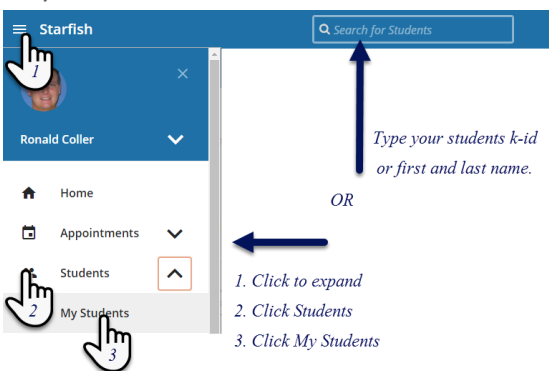 Starfish
Search for Students
1
Ronald Coller
Type your students k-id
or first and last name.
Home
OR
Appointments
Students
1. Click to expand
2
My Students
2. Click Students
3
3. Click My Students